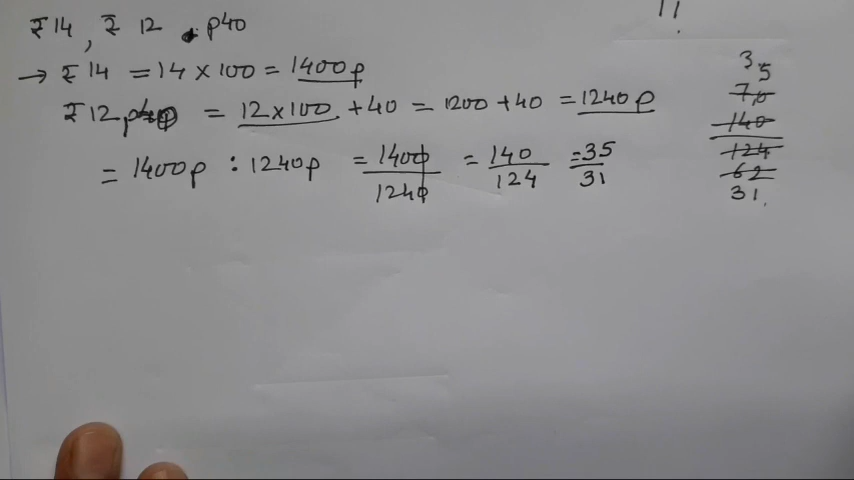 ₹ 14, ₹ 12 p40
→ ₹ 14 = 14 × 100 = 1400p
₹ 12, p40 = 12 × 100 + 40 = 1200 + 40 = 1240p
= 1400p : 1240p = 1400/1240 = 140/124 = 35/31
35
70
140
124
62
31